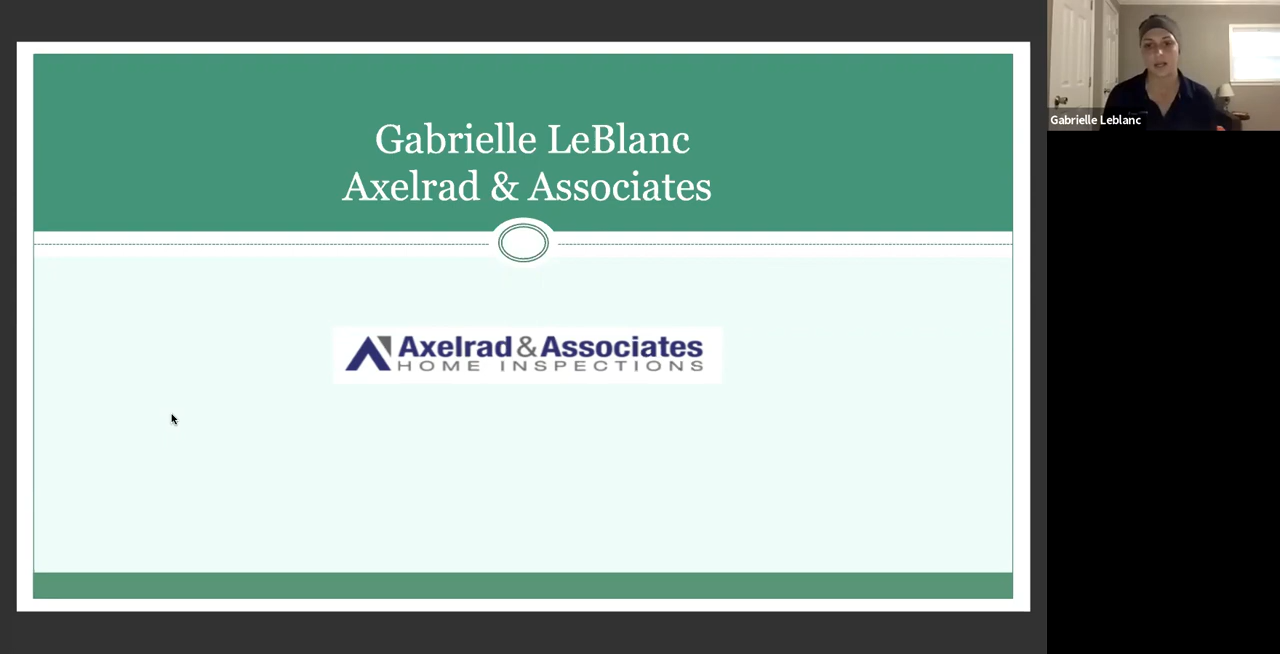 Gabrielle LeBlanc
Axelrad & Associates
Axelrad & Associates
HOME INSPECTIONS
Gabrielle Leblanc